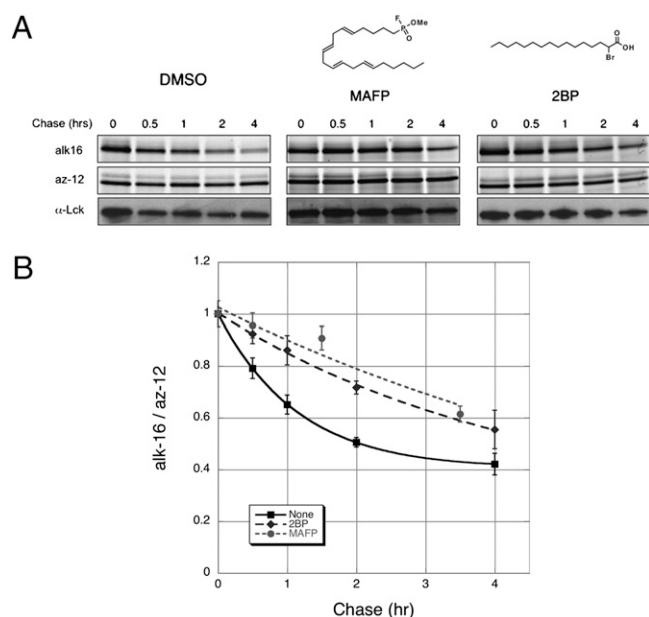 A
F
OMe
P
O
O
OH
Br
DMSO
MAFP
2BP
Chase (hrs) 0 0.5 1 2 4 0 0.5 1 2 4 0 0.5 1 2 4
alk16
az-12
α-Lck
B
1.2
1
0.8
0.6
0.4
0.2
0
alk-16 / az-12
None
2BP
MAFP
0 1 2 3 4
Chase (hr)